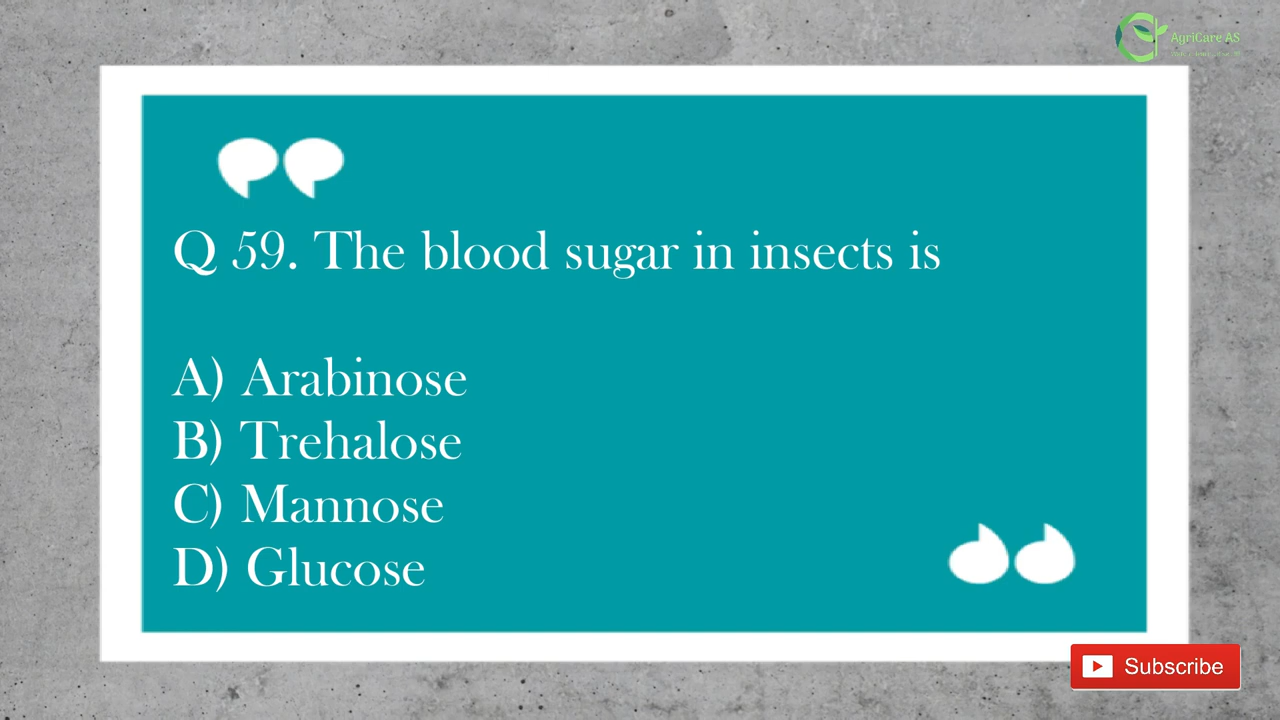 AgriCare AS
Q 59. The blood sugar in insects is
A) Arabinose
B) Trehalose
C) Mannose
D) Glucose
Subscribe